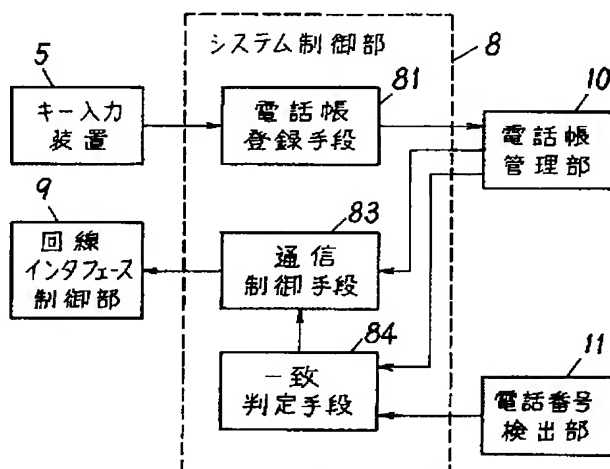 システム制御部
8
5
キー入力
装置
81
電話帳
登録手段
10
電話帳
管理部
9
回線
インタフェース
制御部
83
通信
制御手段
84
一致
判定手段
11
電話番号
検出部